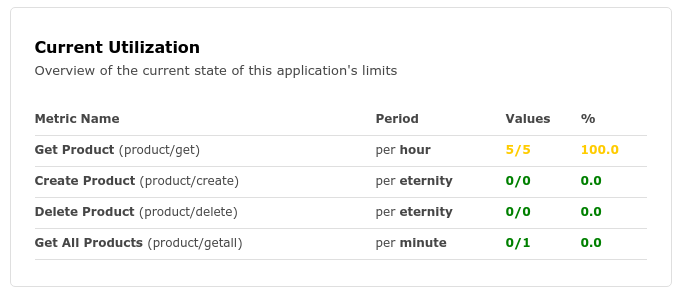 Current Utilization
Overview of the current state of this application's limits
Metric Name Period Values %
Get Product (product/get) per hour 5/5 100.0
Create Product (product/create) per eternity 0/0 0.0
Delete Product (product/delete) per eternity 0/0 0.0
Get All Products (product/getall) per minute 0/1 0.0